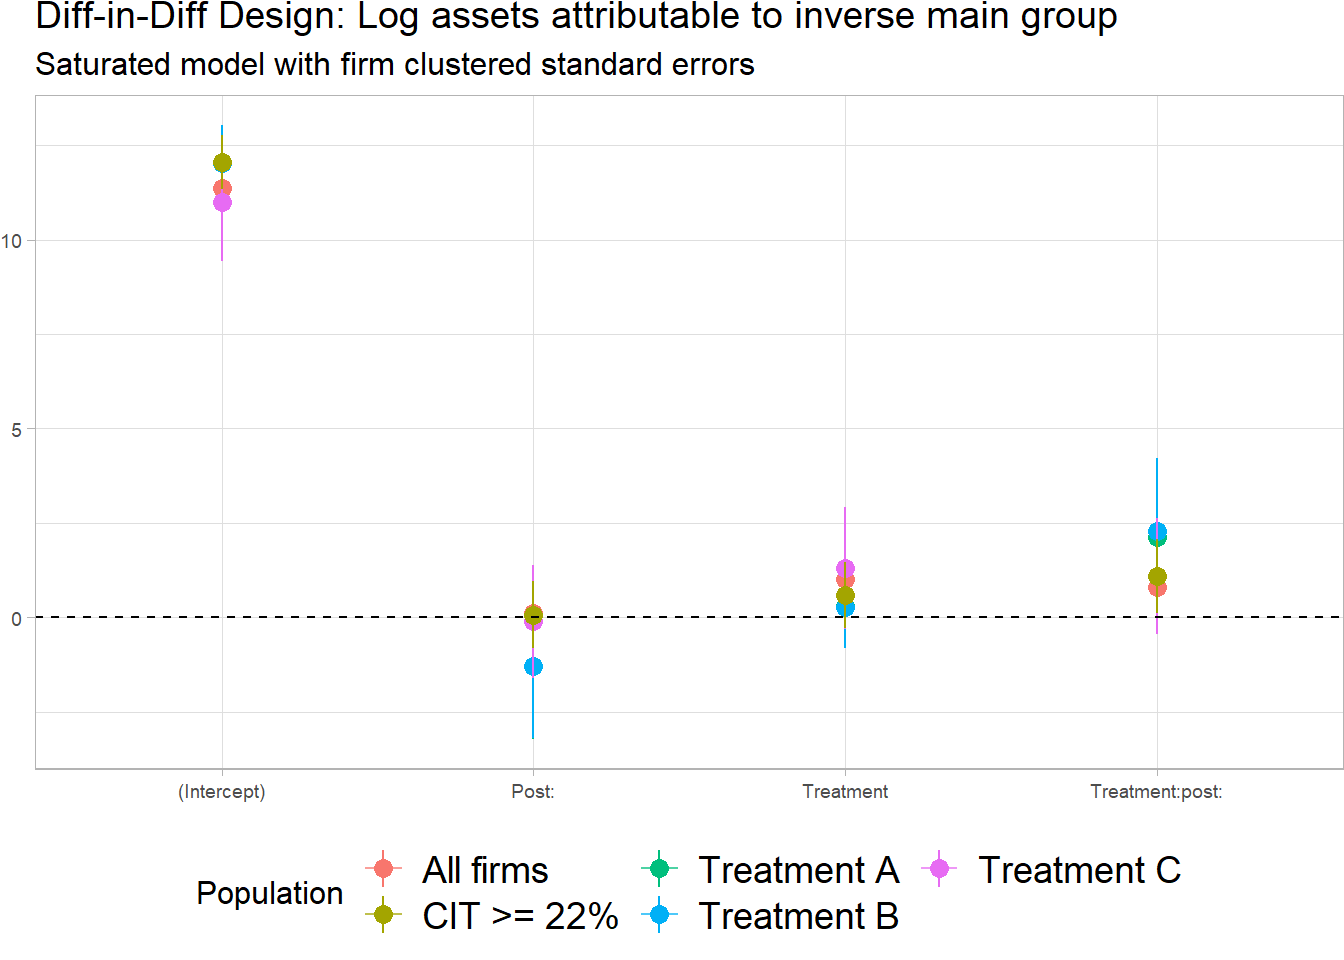 Diff-in-Diff Design: Log assets attributable to inverse main group
Saturated model with firm clustered standard errors
10
5
0
(Intercept) Post: Treatment Treatment:post:
Population
All firms Treatment A Treatment C
CIT >= 22% Treatment B